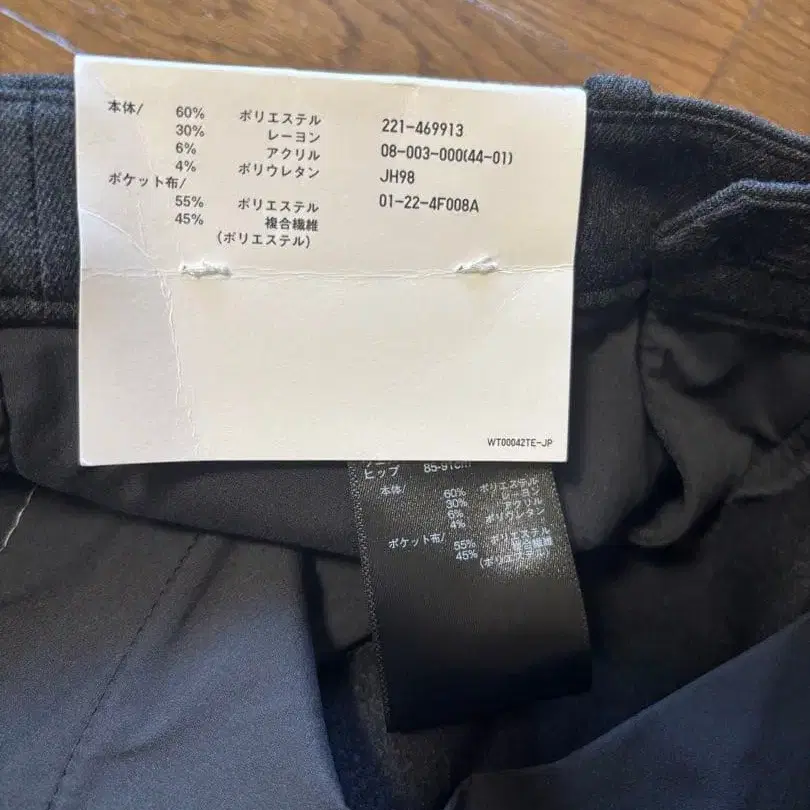 本体/ 60% ポリエステル
30% レーヨン
6% アクリル
4% ポリウレタン
ポケット布/
55% ポリエステル
45% 複合繊維
(ポリエステル)
221-469913
08-003-000(44-01)
JH98
01-22-4F008A
WT00042TE-JP
ヒップ 85-91cm
本体/ 60% ポリエステル
30% レーヨン
6% アクリル
4% ポリウレタン
ポケット布/ 55% ポリエステル
45% 複合繊維
(ポリエステル)